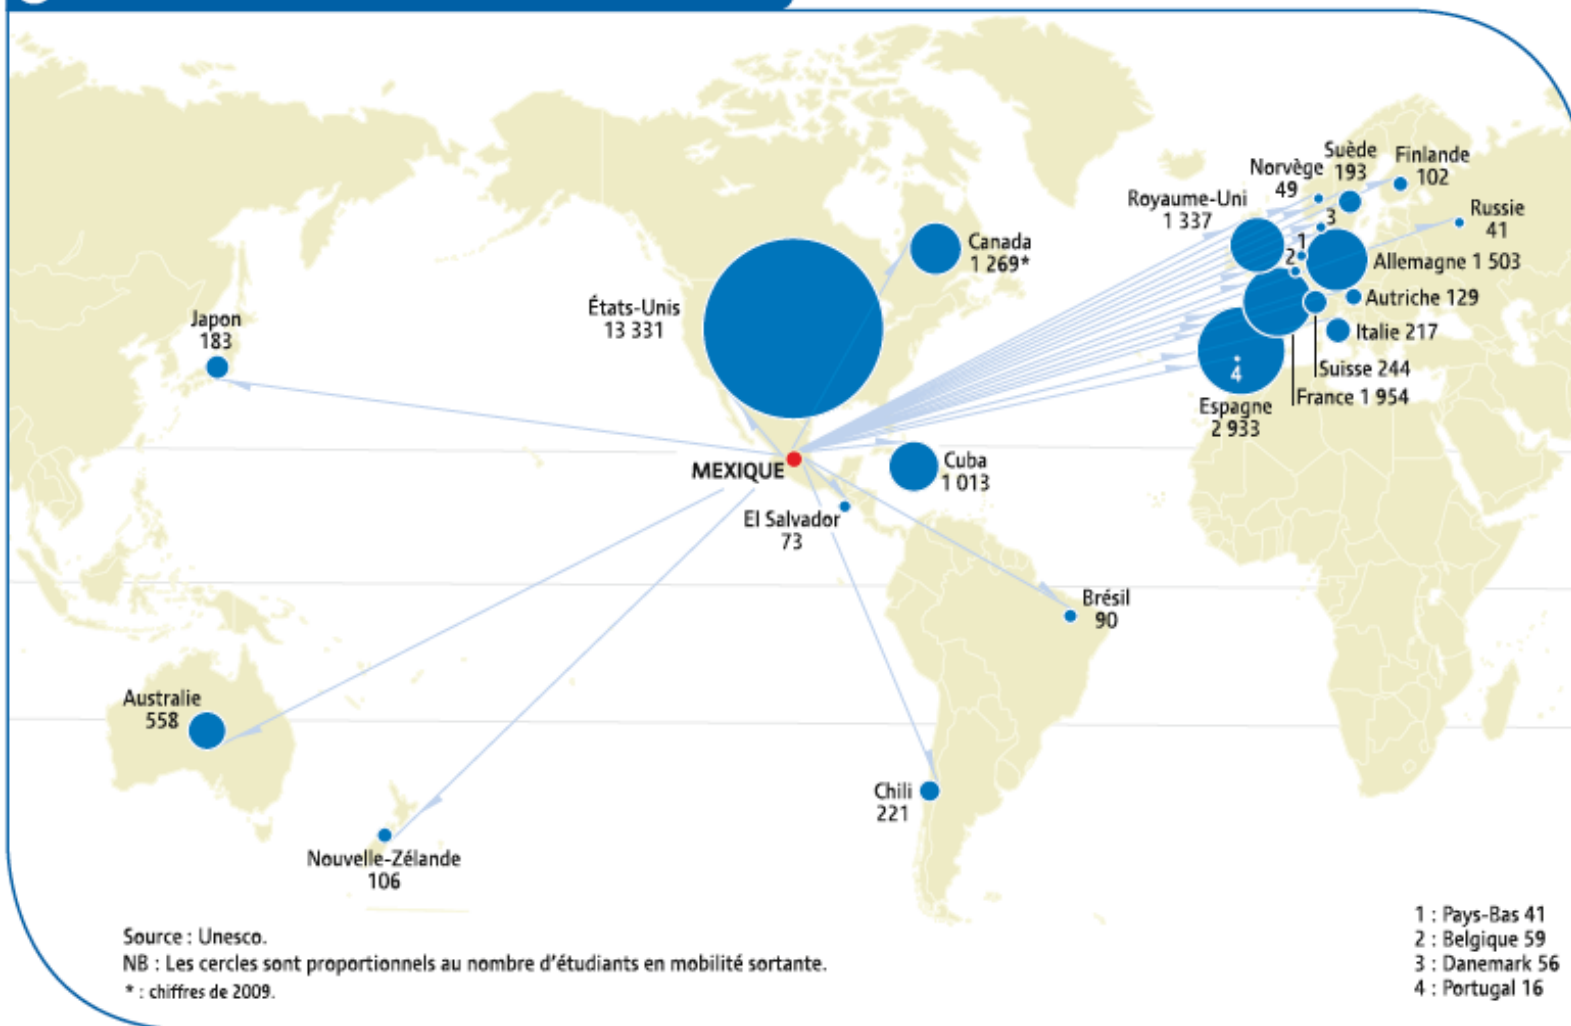 Suède
193
Finlande
102
Norvège
49
Royaume-Uni
1 337
Russie
41
3
1
2
Allemagne 1 503
Canada
1 269*
Autriche 129
États-Unis
13 331
Japon
183
Italie 217
Suisse 244
4
France 1 954
Espagne
2 933
MEXIQUE
Cuba
1 013
El Salvador
73
Brésil
90
Australie
558
Chili
221
Nouvelle-Zélande
106
1 : Pays-Bas 41
2 : Belgique 59
3 : Danemark 56
4 : Portugal 16
Source : Unesco.
NB : Les cercles sont proportionnels au nombre d'étudiants en mobilité sortante.
* : chiffres de 2009.